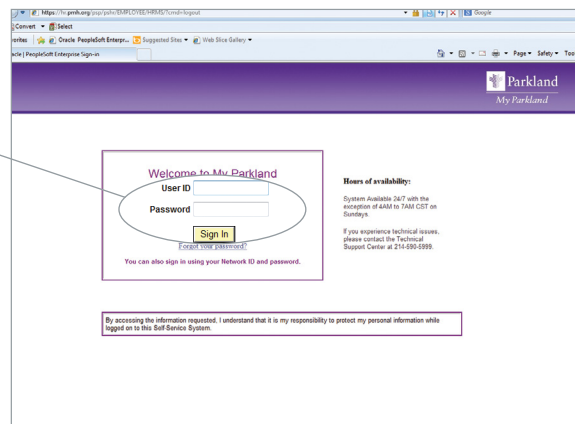 https://hr.pmh.org/psp/pshr/EMPLOYEE/HRMS/?cmd=logout
Google
Convert
Select
Oracle PeopleSoft Enterpr...
Suggested Sites
Web Slice Gallery
acle | PeopleSoft Enterprise Sign-in
Page
Safety
Too
Parkland
My Parkland
Welcome to My Parkland
User ID
Password
Sign In
Forgot your password?
You can also sign in using your Network ID and password.
Hours of availability:
System Available 24/7 with the
exception of 4AM to 7AM CST on
Sundays.
If you experience technical issues,
please contact the Technical
Support Center at 214-590-5999.
By accessing the information requested, I understand that it is my responsibility to protect my personal information while
logged on to this Self-Service System.